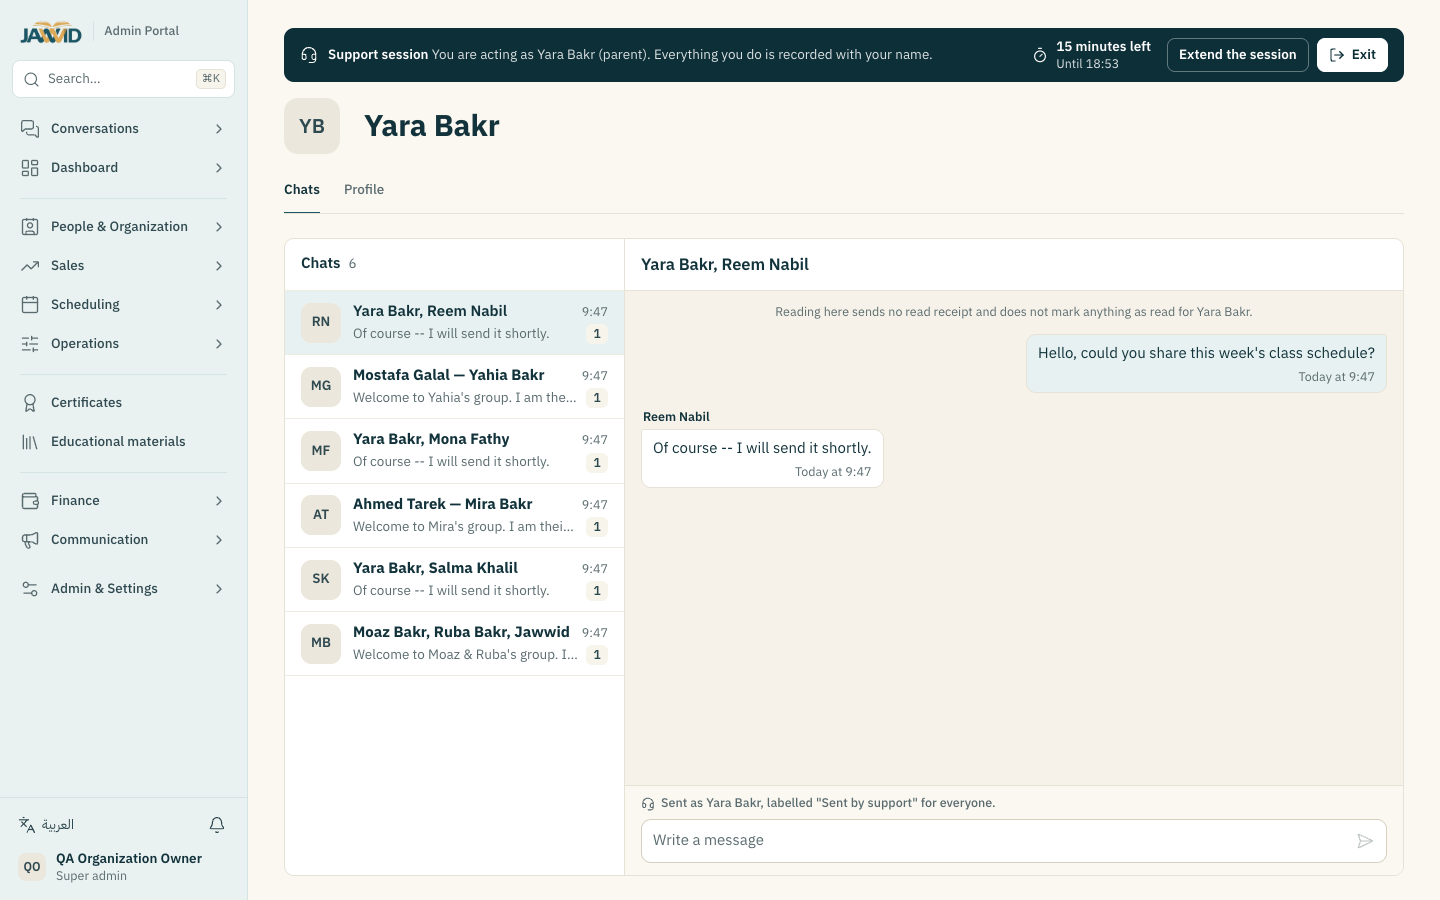 JAWWID
Admin Portal
Search...
⌘K
Conversations
Dashboard
People & Organization
Sales
Scheduling
Operations
Certificates
Educational materials
Finance
Communication
Admin & Settings
العربية
QO
QA Organization Owner
Super admin
Support session You are acting as Yara Bakr (parent). Everything you do is recorded with your name.
15 minutes left
Until 18:53
Extend the session
Exit
YB
Yara Bakr
Chats
Profile
Chats 6
RN
Yara Bakr, Reem Nabil
9:47
Of course -- I will send it shortly.
1
MG
Mostafa Galal — Yahia Bakr
9:47
Welcome to Yahia's group. I am the...
1
MF
Yara Bakr, Mona Fathy
9:47
Of course -- I will send it shortly.
1
AT
Ahmed Tarek — Mira Bakr
9:47
Welcome to Mira's group. I am thei...
1
SK
Yara Bakr, Salma Khalil
9:47
Of course -- I will send it shortly.
1
MB
Moaz Bakr, Ruba Bakr, Jawwid
9:47
Welcome to Moaz & Ruba's group. I...
1
Yara Bakr, Reem Nabil
Reading here sends no read receipt and does not mark anything as read for Yara Bakr.
Hello, could you share this week's class schedule?
Today at 9:47
Reem Nabil
Of course -- I will send it shortly.
Today at 9:47
Sent as Yara Bakr, labelled "Sent by support" for everyone.
Write a message